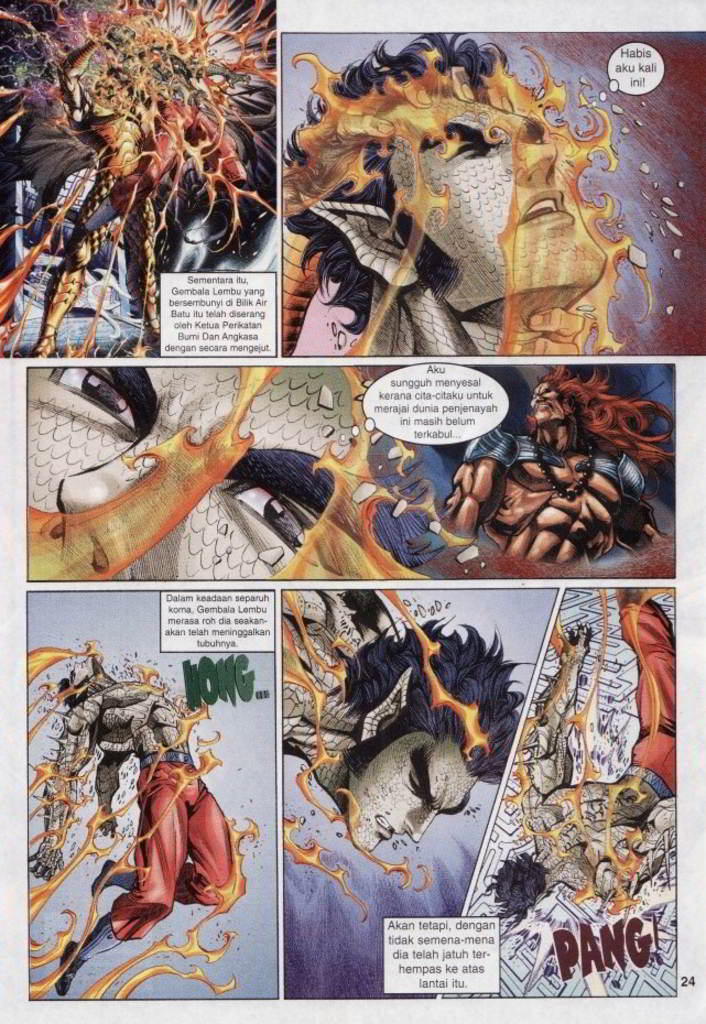 Sementara itu,
Gembala Lembu yang
bersembunyi di Bilik Air
Batu itu telah diserang
oleh Ketua Perikatan
Bumi Dan Angkasa
dengan secara mengejut.
Habis
aku kali
ini!
Aku
sungguh menyesal
kerana cita-citaku untuk
merajai dunia penjenayah
ini masih belum
terkabul...
Dalam keadaan separuh
koma, Gembala Lembu
merasa roh dia seakan-
akan telah meninggalkan
tubuhnya.
WONG...
Akan tetapi, dengan
tidak semena-mena
dia telah jatuh ter-
hempas ke atas
lantai itu.
PANG!
24